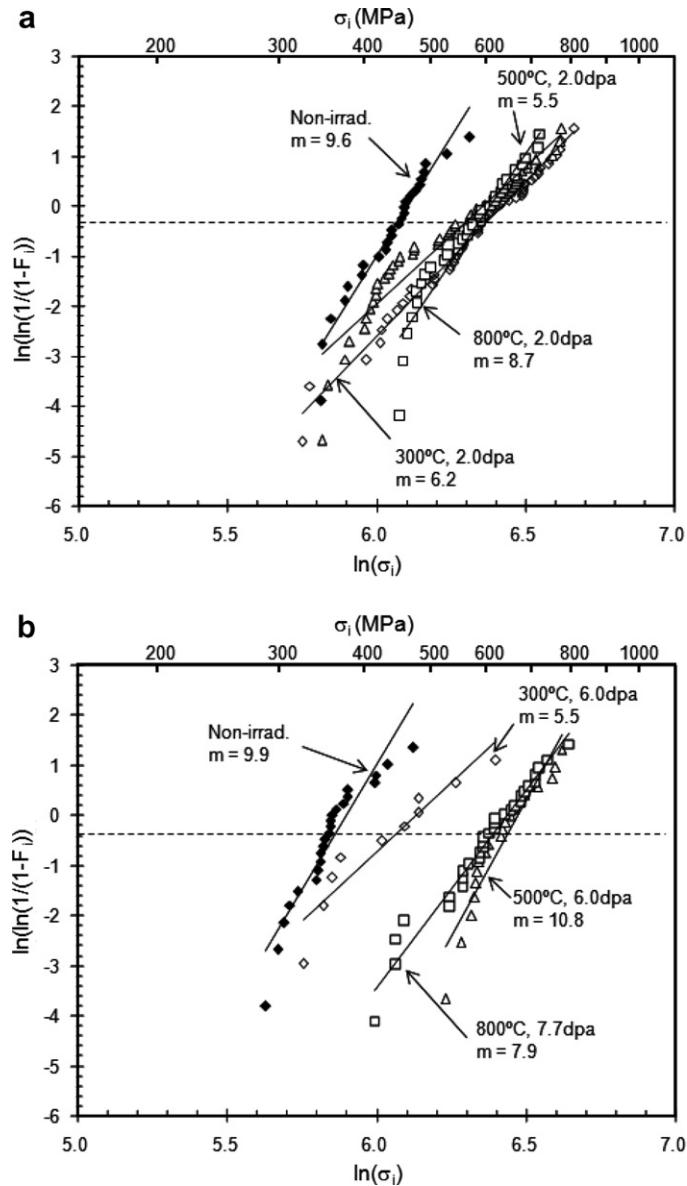 a
σi (MPa)
200 300 400 500 600 700 800 1000
3
2
1
0
-1
-2
-3
-4
-5
-6
ln(ln(1/(1-Fi)))
Non-irrad.
m = 9.6
500ºC, 2.0dpa
m = 5.5
800ºC, 2.0dpa
m = 8.7
300ºC, 2.0dpa
m = 6.2
5.0 5.5 6.0 6.5 7.0
ln(σi)
b
σi (MPa)
200 300 400 500 600 700 800 1000
3
2
1
0
-1
-2
-3
-4
-5
-6
ln(ln(1/(1-Fi)))
Non-irrad.
m = 9.9
300ºC, 6.0dpa
m = 5.5
500ºC, 6.0dpa
m = 10.8
800ºC, 7.7dpa
m = 7.9
5.0 5.5 6.0 6.5 7.0
ln(σi)